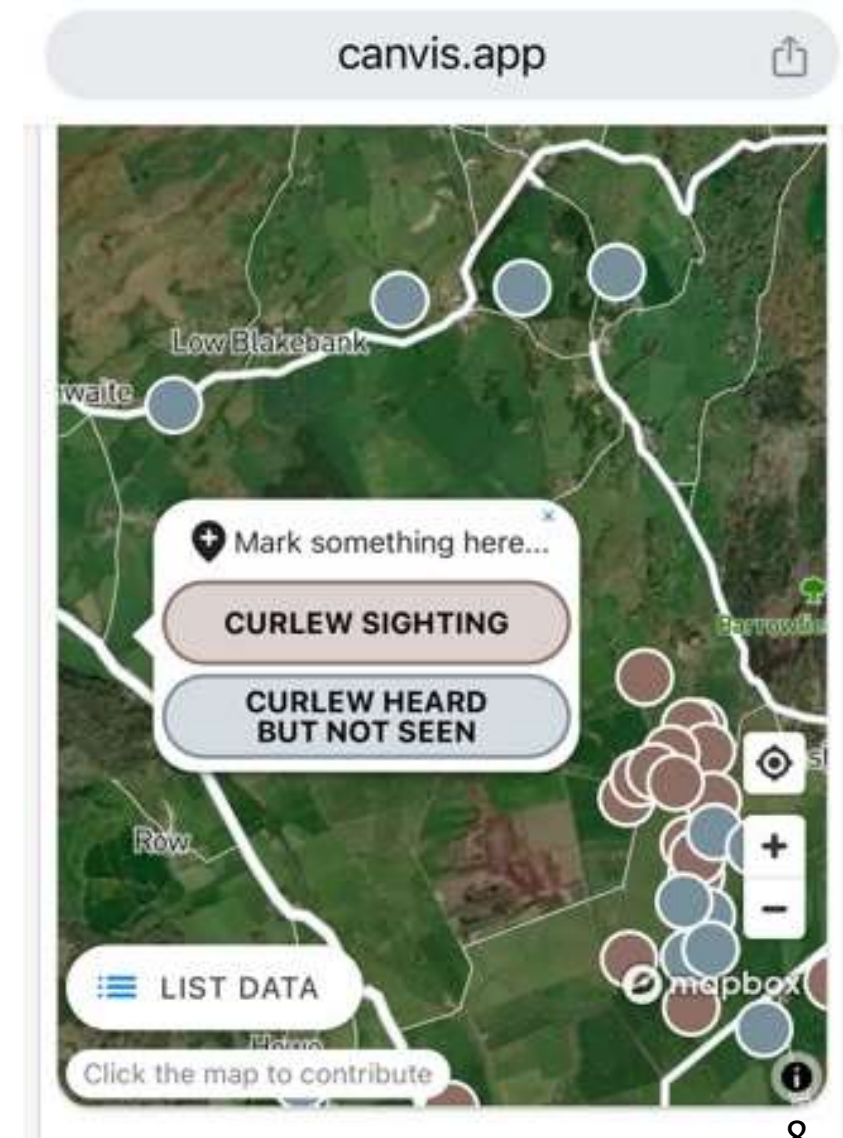 canvis.app
Low Blakebank
waite
Mark something here...
CURLEW SIGHTING
CURLEW HEARD
BUT NOT SEEN
Row
LIST DATA
mapbox
Howe
Click the map to contribute